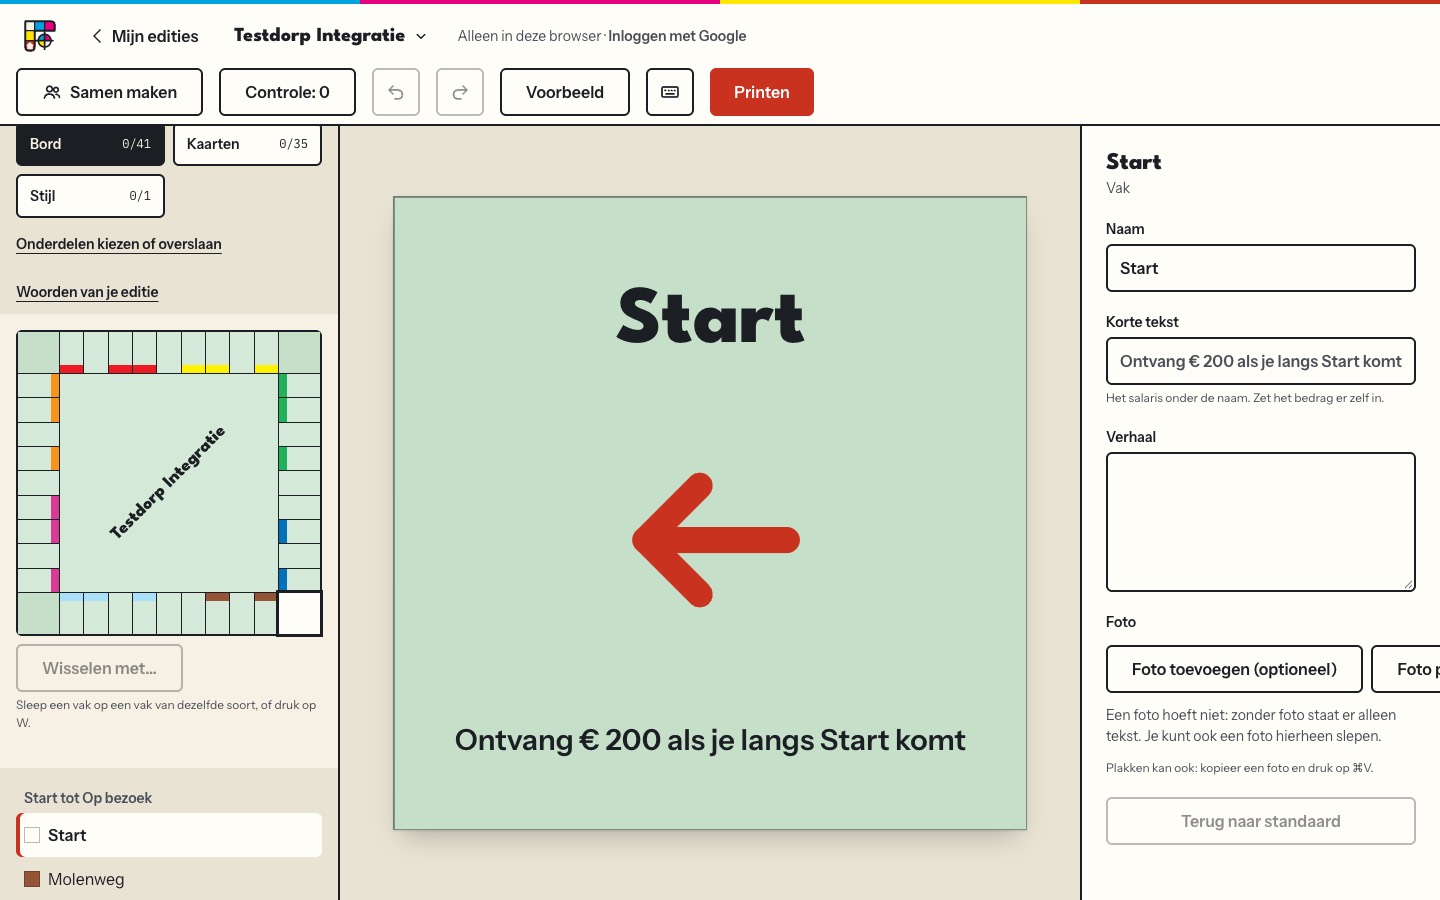 Mijn edities
Testdorp Integratie
Alleen in deze browser · Inloggen met Google
Samen maken
Controle: 0
Voorbeeld
Printen
Bord 0/41
Kaarten 0/35
Stijl 0/1
Onderdelen kiezen of overslaan
Woorden van je editie
Testdorp Integratie
Wisselen met...
Sleep een vak op een vak van dezelfde soort, of druk op
W.
Start tot Op bezoek
Start
Molenweg
Start
Ontvang € 200 als je langs Start komt
Start
Vak
Naam
Start
Korte tekst
Ontvang € 200 als je langs Start komt
Het salaris onder de naam. Zet het bedrag er zelf in.
Verhaal
Foto
Foto toevoegen (optioneel)
Foto
Een foto hoeft niet: zonder foto staat er alleen
tekst. Je kunt ook een foto hierheen slepen.
Plakken kan ook: kopieer een foto en druk op ⌘V.
Terug naar standaard